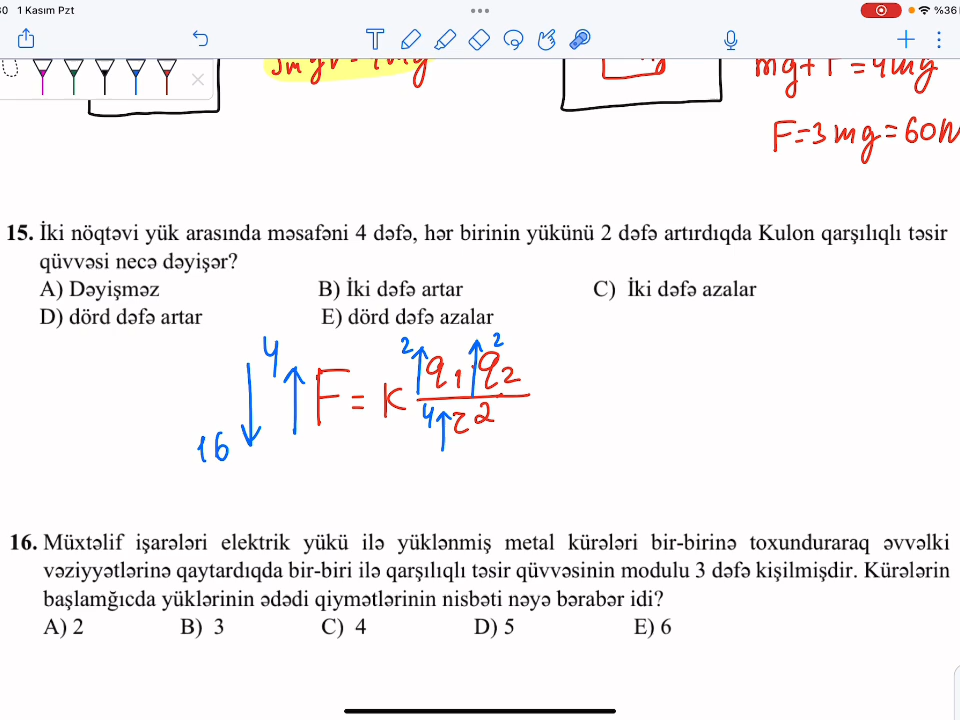 1 Kasım Pzt
%36
mg + F = 4mg
F = 3mg = 60N
15. İki nöqtəvi yük arasında məsafəni 4 dəfə, hər birinin yükünü 2 dəfə artırdıqda Kulon qarşılıqlı təsir
qüvvəsi necə dəyişər?
A) Dəyişməz B) İki dəfə artar C) İki dəfə azalar
D) dörd dəfə artar E) dörd dəfə azalar
4 2 2
F = k q1 q2
4 r2
16
16. Müxtəlif işarələri elektrik yükü ilə yüklənmiş metal kürələri bir-birinə toxunduraraq əvvəlki
vəziyyətlərinə qaytardıqda bir-biri ilə qarşılıqlı təsir qüvvəsinin modulu 3 dəfə kişilmişdir. Kürələrin
başlamğıcda yüklərinin ədədi qiymətlərinin nisbəti nəyə bərabər idi?
A) 2 B) 3 C) 4 D) 5 E) 6